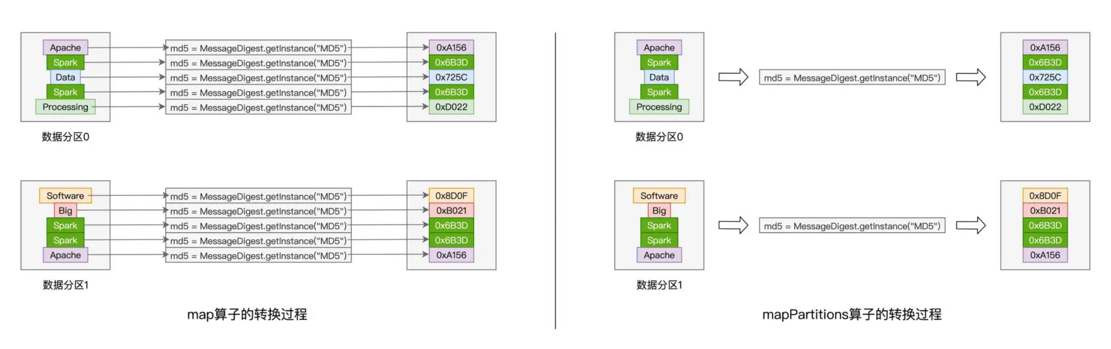 Apache
md5 = MessageDigest.getInstance("MD5")
0xA156
Spark
md5 = MessageDigest.getInstance("MD5")
0x6B3D
Data
md5 = MessageDigest.getInstance("MD5")
0x725C
Spark
md5 = MessageDigest.getInstance("MD5")
0x6B3D
Processing
md5 = MessageDigest.getInstance("MD5")
0xD022
数据分区0
Software
md5 = MessageDigest.getInstance("MD5")
0x8D0F
Big
md5 = MessageDigest.getInstance("MD5")
0xB021
Spark
md5 = MessageDigest.getInstance("MD5")
0x6B3D
Spark
md5 = MessageDigest.getInstance("MD5")
0x6B3D
Apache
md5 = MessageDigest.getInstance("MD5")
0xA156
数据分区1
map算子的转换过程
Apache
Spark
Data
Spark
Processing
md5 = MessageDigest.getInstance("MD5")
0xA156
0x6B3D
0x725C
0x6B3D
0xD022
数据分区0
Software
Big
Spark
Spark
Apache
md5 = MessageDigest.getInstance("MD5")
0x8D0F
0xB021
0x6B3D
0x6B3D
0xA156
数据分区1
mapPartitions算子的转换过程